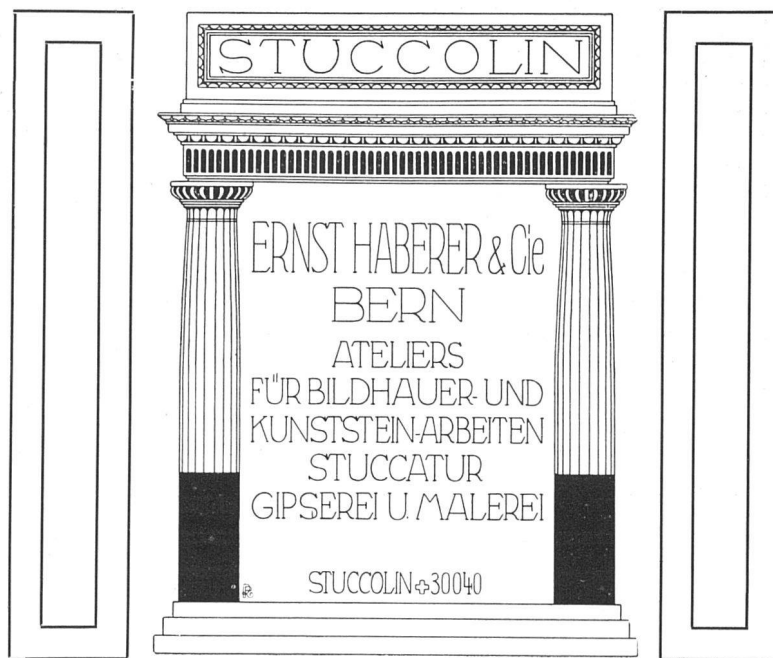 STUCCOLIN
ERNST HABERER & Cie
BERN
ATELIERS
FÜR BILDHAUER- UND
KUNSTSTEIN-ARBEITEN
STUCCATUR
GIPSEREI U. MALEREI
STUCCOLIN✚30040